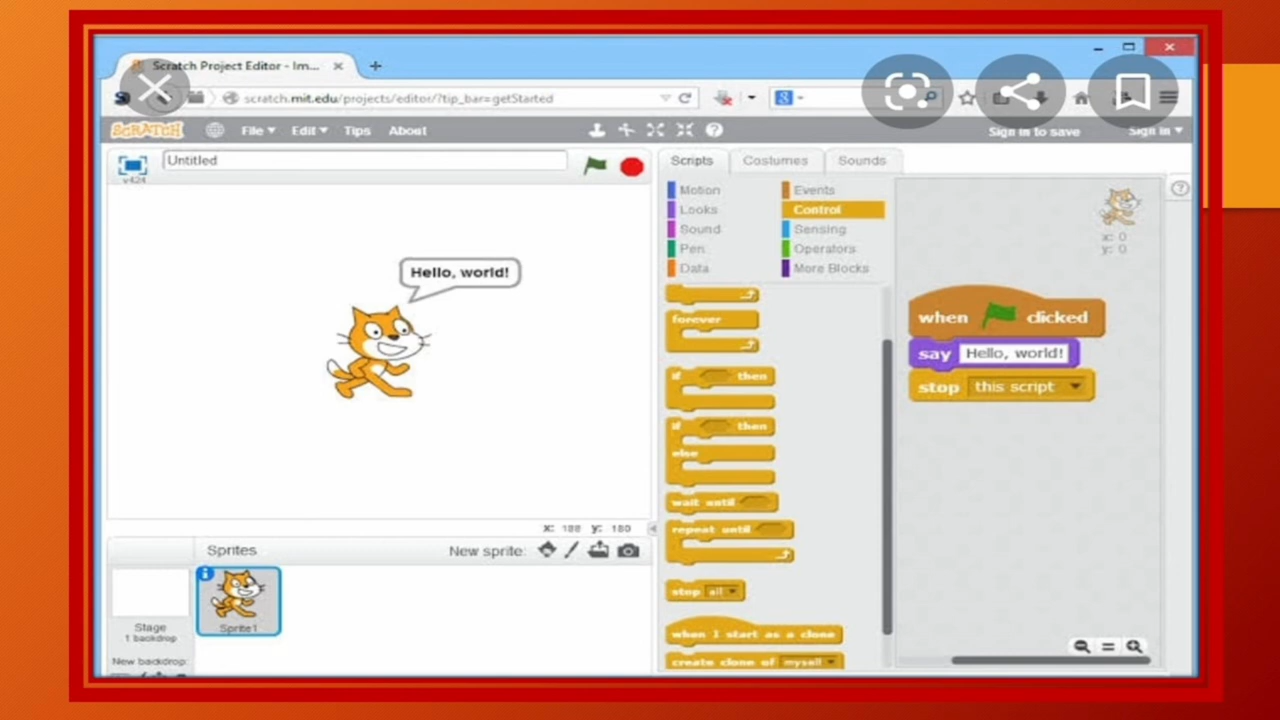 Scratch Project Editor - Im...
scratch.mit.edu/projects/editor/?tip_bar=getStarted
SCRATCH File Edit Tips About Sign in to save Sign in
Untitled
v424
Scripts Costumes Sounds
Motion Events
Looks Control
Sound Sensing
Pen Operators
Data More Blocks
x: 0
y: 0
Hello, world!
forever
if then
if then
else
wait until
repeat until
stop all
when I start as a clone
create clone of myself
when clicked
say Hello, world!
stop this script
x: 188 y: 180
Sprites New sprite:
Stage
1 backdrop
New backdrop:
Sprite1